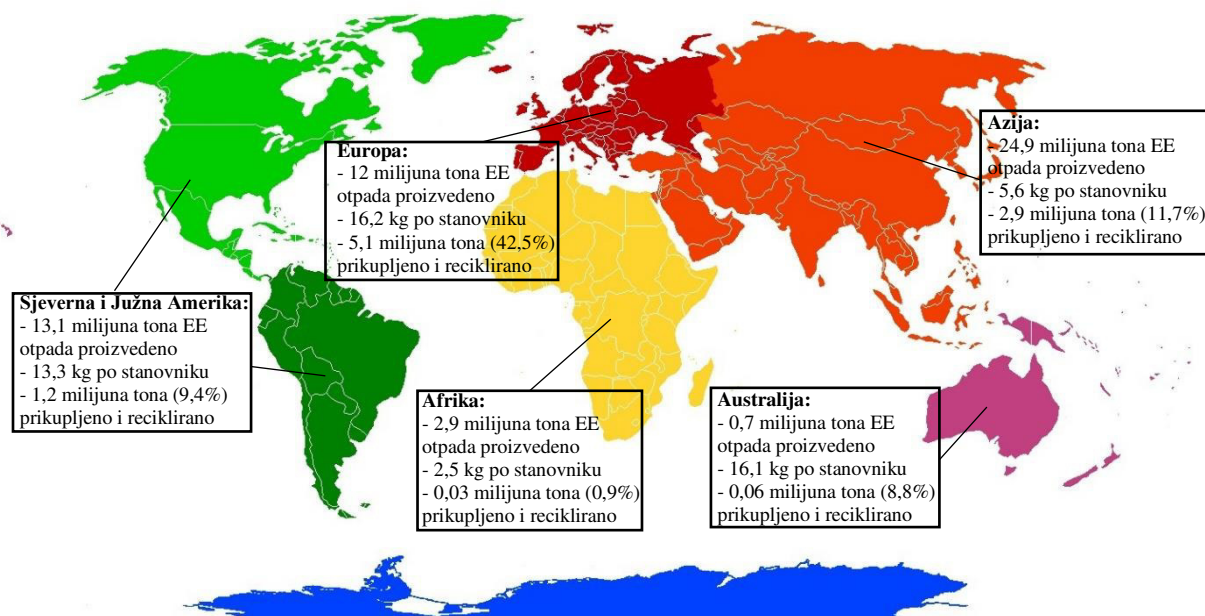 Europa:
- 12 milijuna tona EE
otpada proizvedeno
- 16,2 kg po stanovniku
- 5,1 milijuna tona (42,5%)
prikupljeno i reciklirano
Azija:
- 24,9 milijuna tona EE
otpada proizvedeno
- 5,6 kg po stanovniku
- 2,9 milijuna tona (11,7%)
prikupljeno i reciklirano
Sjeverna i Južna Amerika:
- 13,1 milijuna tona EE
otpada proizvedeno
- 13,3 kg po stanovniku
- 1,2 milijuna tona (9,4%)
prikupljeno i reciklirano
Afrika:
- 2,9 milijuna tona EE
otpada proizvedeno
- 2,5 kg po stanovniku
- 0,03 milijuna tona (0,9%)
prikupljeno i reciklirano
Australija:
- 0,7 milijuna tona EE
otpada proizvedeno
- 16,1 kg po stanovniku
- 0,06 milijuna tona (8,8%)
prikupljeno i reciklirano